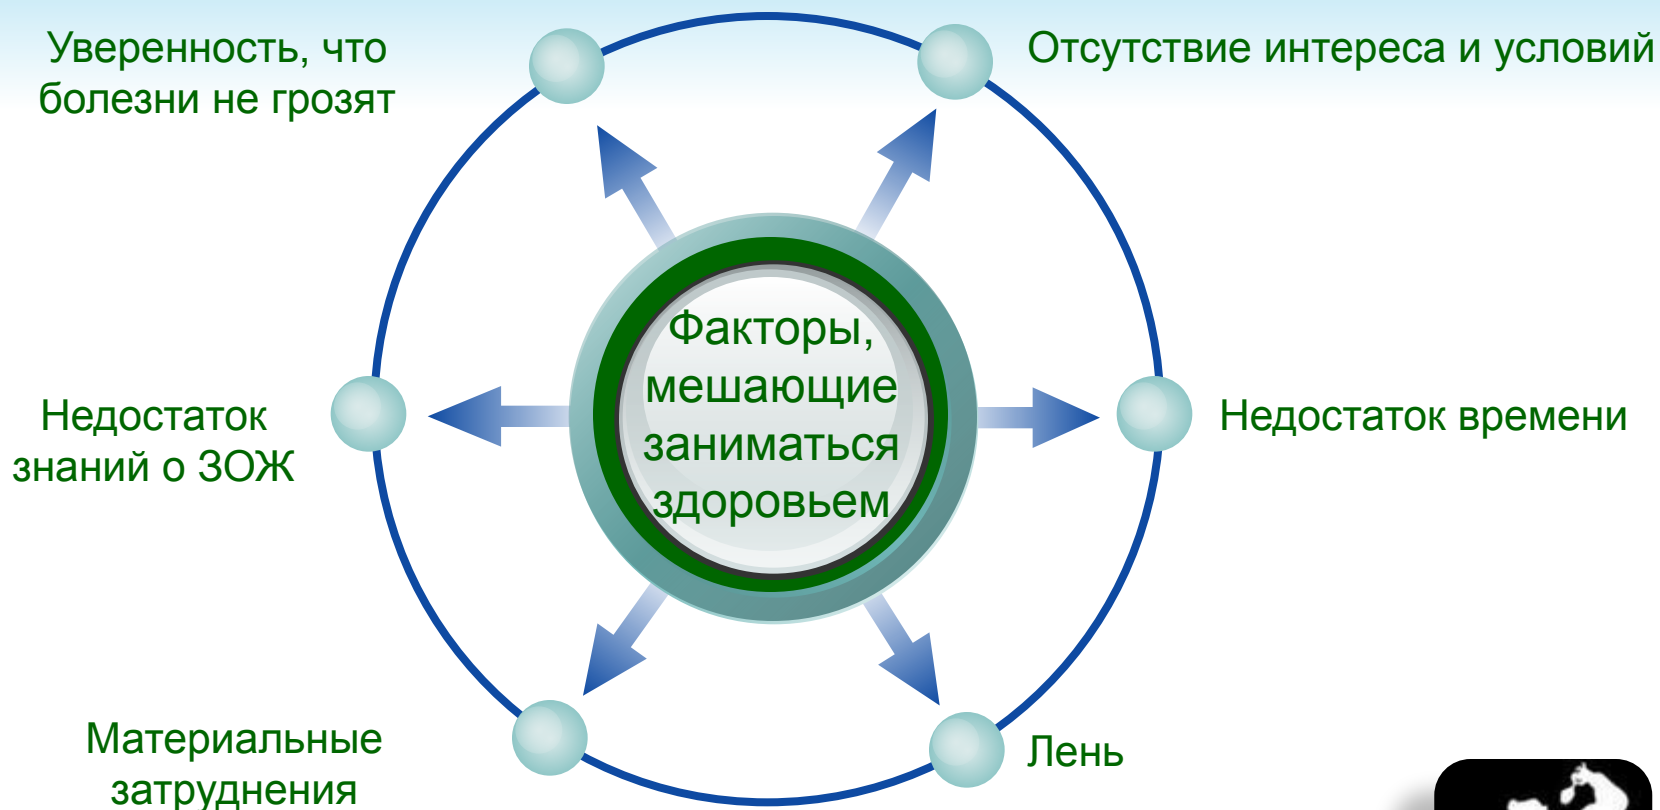 Уверенность, что
болезни не грозят
Отсутствие интереса и условий
Факторы,
мешающие
заниматься
здоровьем
Недостаток
знаний о ЗОЖ
Недостаток времени
Материальные
затруднения
Лень